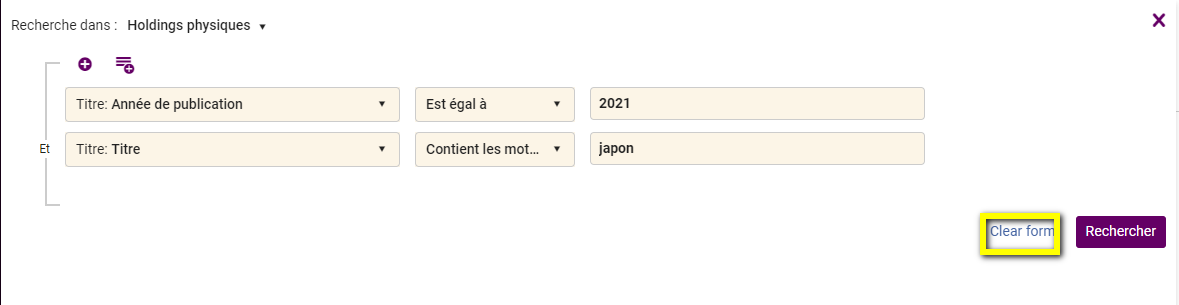 Recherche dans : Holdings physiques
Titre: Année de publication Est égal à 2021
Et Titre: Titre Contient les mot... japon
Clear form Rechercher